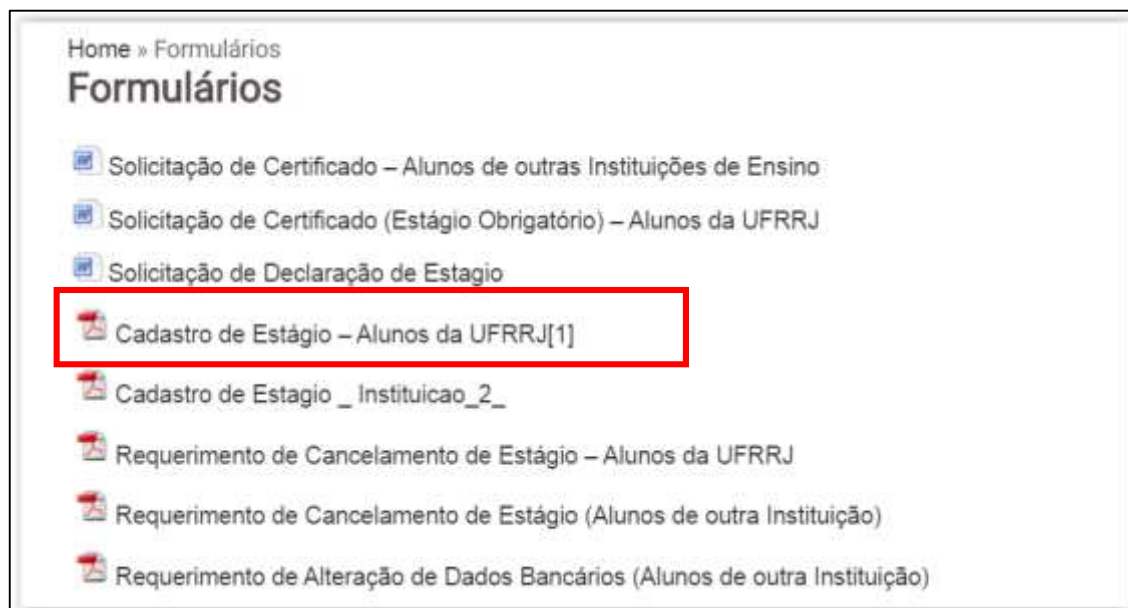 Home » Formulários
Formulários
Solicitação de Certificado – Alunos de outras Instituições de Ensino
Solicitação de Certificado (Estágio Obrigatório) – Alunos da UFRRJ
Solicitação de Declaração de Estagio
Cadastro de Estágio – Alunos da UFRRJ[1]
Cadastro de Estagio _ Instituicao_2_
Requerimento de Cancelamento de Estágio – Alunos da UFRRJ
Requerimento de Cancelamento de Estágio (Alunos de outra Instituição)
Requerimento de Alteração de Dados Bancários (Alunos de outra Instituição)